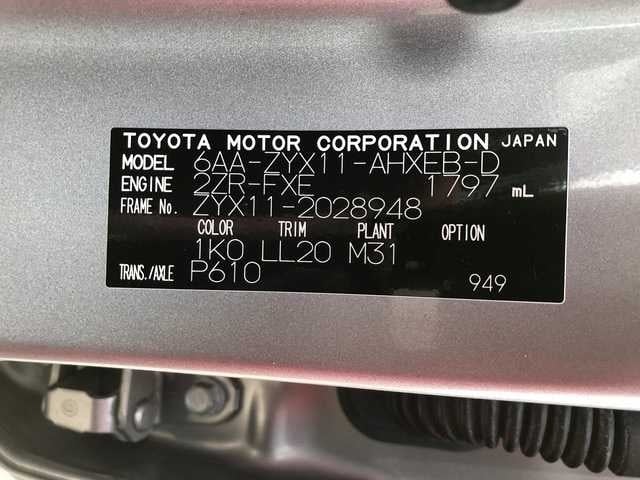 TOYOTA MOTOR CORPORATION JAPAN
MODEL 6AA-ZYX11-AHXEB-D
ENGINE 2ZR-FXE 1797 mL
FRAME No. ZYX11-2028948
COLOR TRIM PLANT
1K0 LL20 M31
TRANS./AXLE P610
949